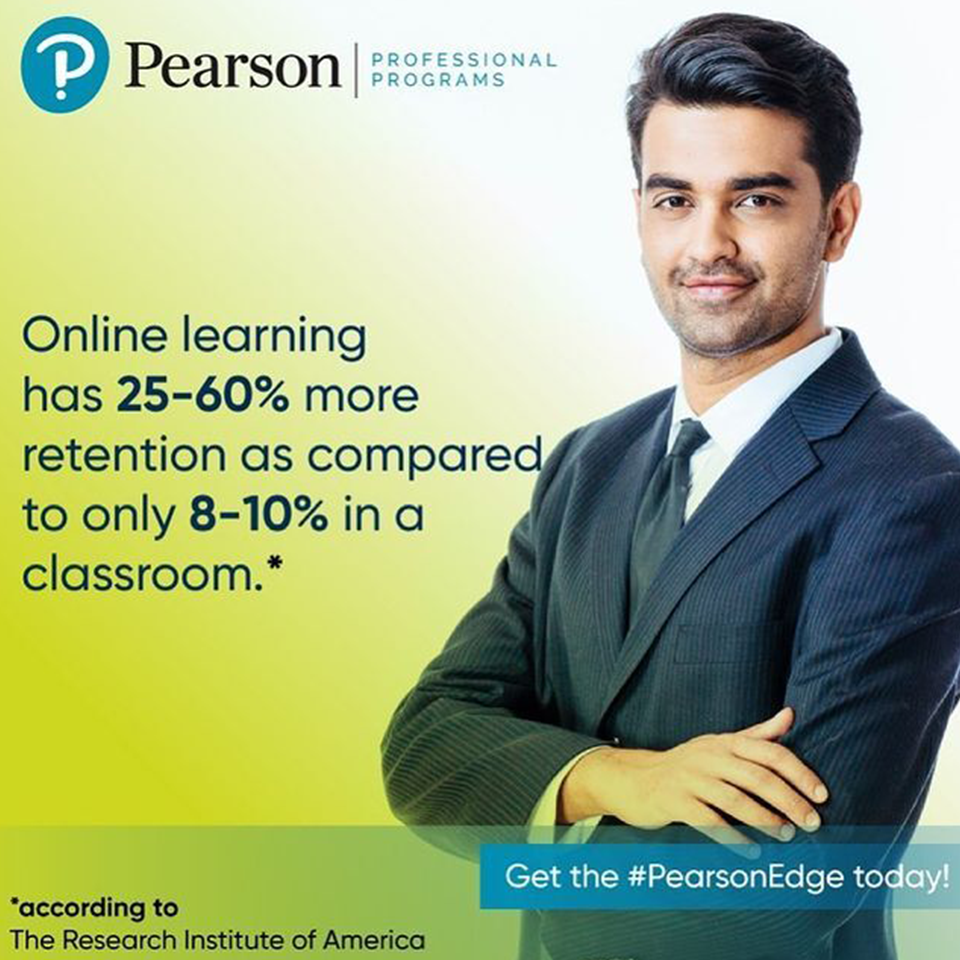 Pearson
PROFESSIONAL
PROGRAMS
Online learning
has 25-60% more
retention as compared
to only 8-10% in a
classroom.*
Get the #PearsonEdge today!
*according to
The Research Institute of America